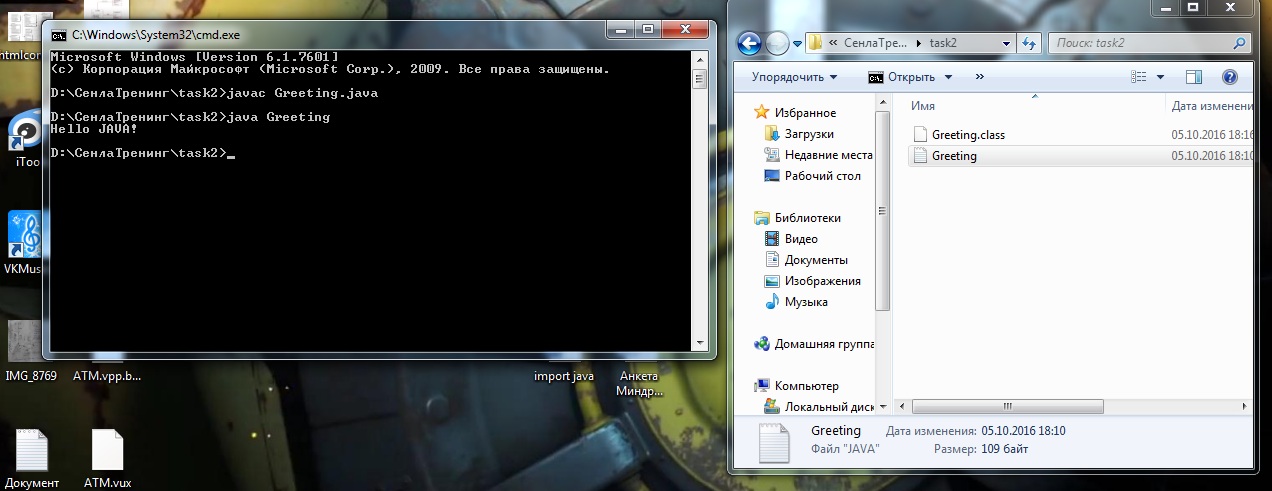 C:\Windows\System32\cmd.exe
Microsoft Windows [Version 6.1.7601]
(c) Корпорация Майкрософт (Microsoft Corp.), 2009. Все права защищены.
D:\СенлаТренинг\task2>javac Greeting.java
D:\СенлаТренинг\task2>java Greeting
Hello JAVA!
D:\СенлаТренинг\task2>_
htmlcor
iToo
VKMus
IMG_8769
ATM.vpp.b...
import java
Анкета
Миндр...
Документ
ATM.vux
« СенлаТре... ▸ task2
Поиск: task2
Упорядочить
Открыть
»
Имя
Дата изменени
Избранное
Загрузки
Недавние места
Рабочий стол
Библиотеки
Видео
Документы
Изображения
Музыка
Домашняя группа
Компьютер
Локальный диск
Greeting.class
05.10.2016 18:16
Greeting
05.10.2016 18:10
Greeting
Дата изменения: 05.10.2016 18:10
Файл "JAVA"
Размер: 109 байт